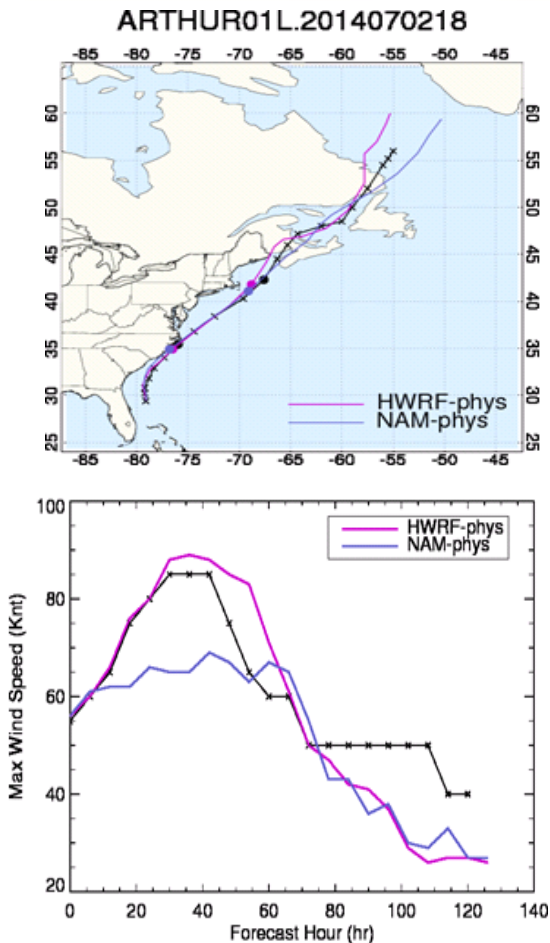 ARTHUR01L.2014070218
-85 -80 -75 -70 -65 -60 -55 -50 -45
60 60
55 55
50 50
45 45
40 40
35 35
30 30
25 25
HWRF-phys
NAM-phys
-85 -80 -75 -70 -65 -60 -55 -50 -45
100
80
60
40
20
Max Wind Speed (Knt)
HWRF-phys
NAM-phys
0 20 40 60 80 100 120 140
Forecast Hour (hr)